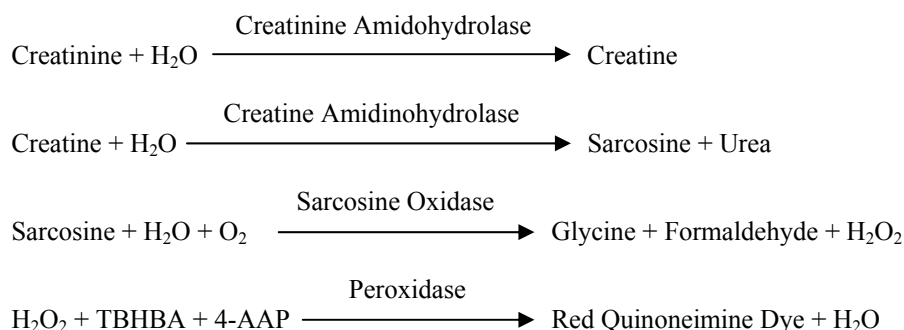 Creatinine Amidohydrolase
Creatinine + H₂O Creatine
Creatine Amidinohydrolase
Creatine + H₂O Sarcosine + Urea
Sarcosine Oxidase
Sarcosine + H₂O + O₂ Glycine + Formaldehyde + H₂O₂
Peroxidase
H₂O₂ + TBHBA + 4-AAP Red Quinoneimine Dye + H₂O